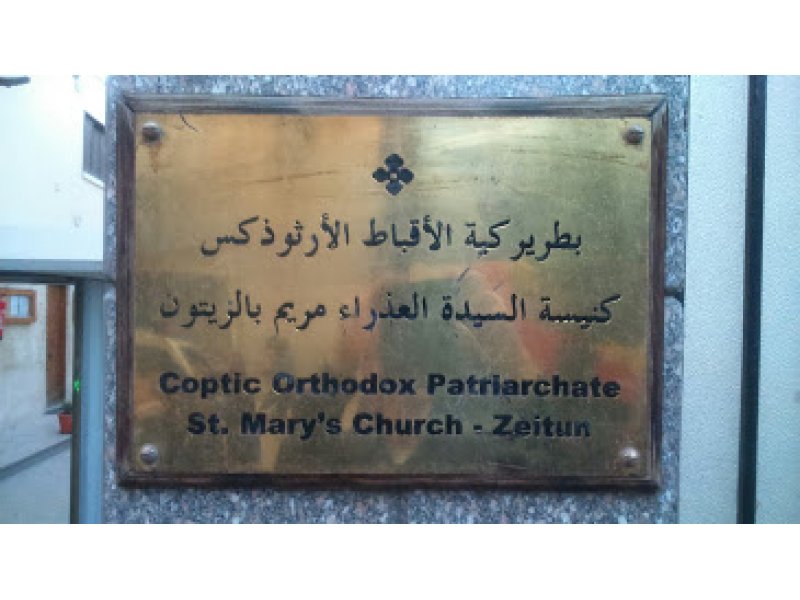 بطريركية الأقباط الأرثوذكس
كنيسة السيدة العذراء مريم بالزيتون
Coptic Orthodox Patriarchate
St. Mary's Church - Zeitun